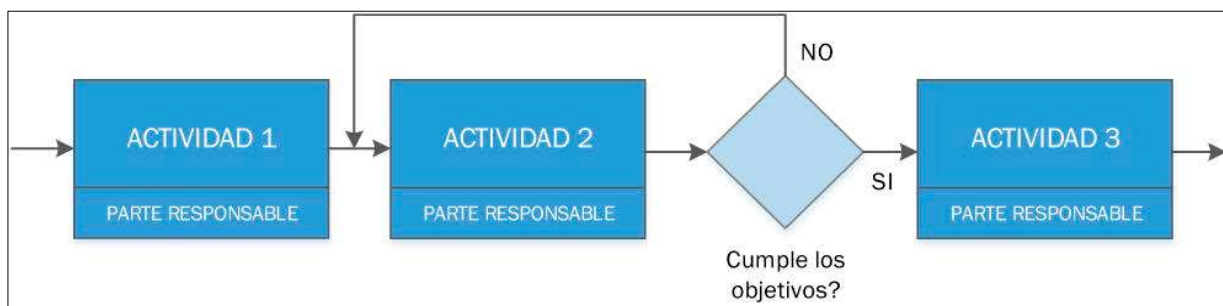 NO
ACTIVIDAD 1
ACTIVIDAD 2
ACTIVIDAD 3
SI
PARTE RESPONSABLE
PARTE RESPONSABLE
PARTE RESPONSABLE
Cumple los
objetivos?